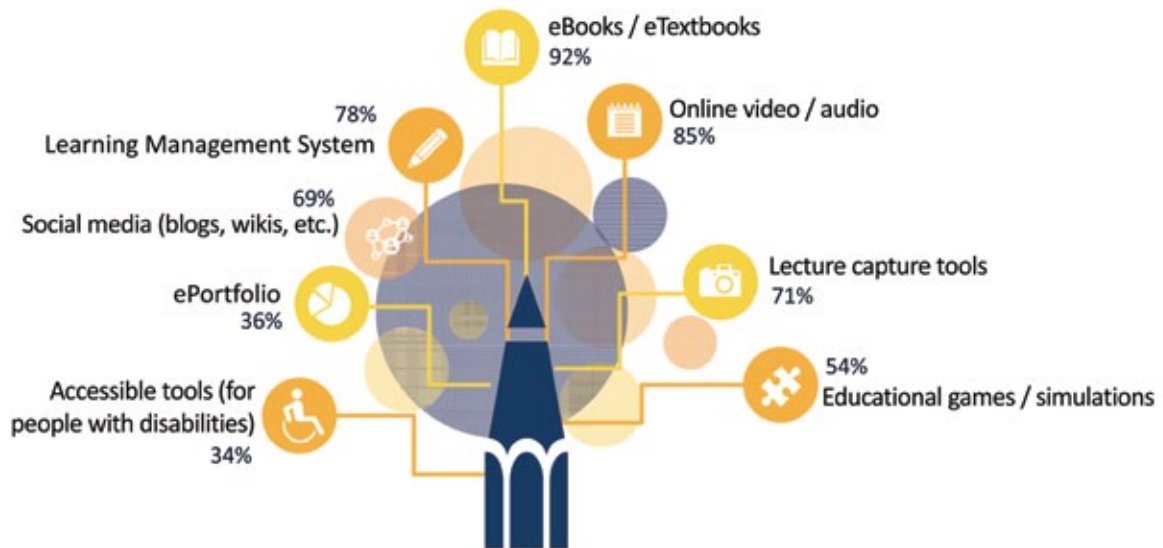 eBooks / eTextbooks
92%
Online video / audio
85%
78%
Learning Management System
69%
Social media (blogs, wikis, etc.)
Lecture capture tools
71%
ePortfolio
36%
54%
Educational games / simulations
Accessible tools (for
people with disabilities)
34%